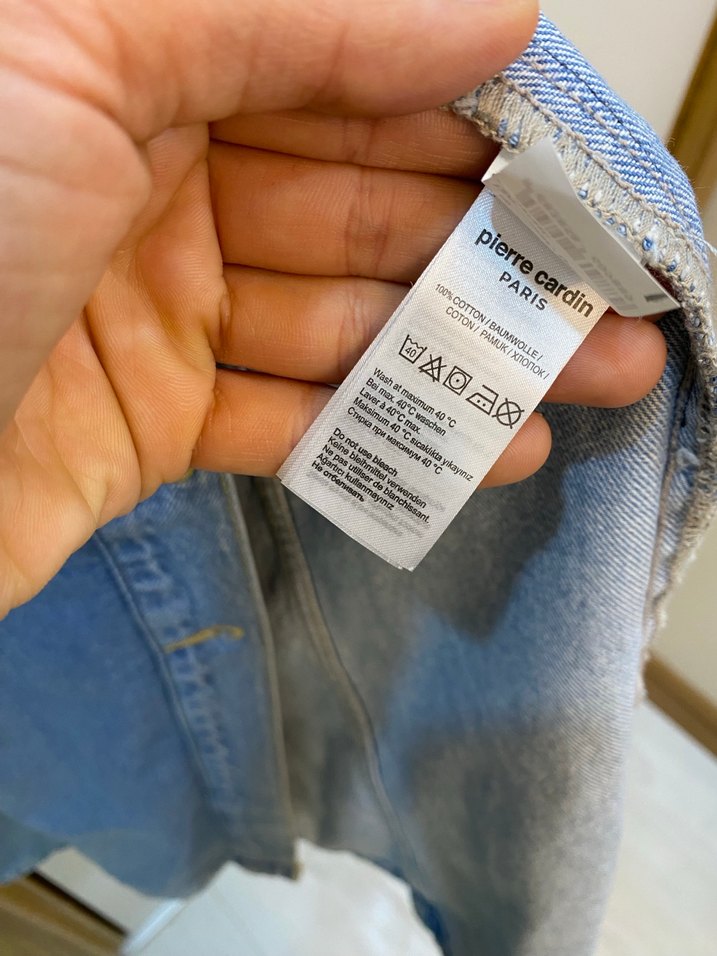 pierre cardin
PARIS
100% COTTON / BAUMWOLLE /
COTON / PAMUK / ХЛОПОК /
40
Wash at maximum 40 °C
Bei max. 40°C waschen
Laver à 40°C max.
Maksimum 40 °C sıcaklıkta yıkayınız
Стирка при максимум 40 °C
Do not use bleach
Keine bleihmittel verwenden
Ne pas utiliser de blanchissant.
Ağartıcı kullanmayınız.
Не отбеливать